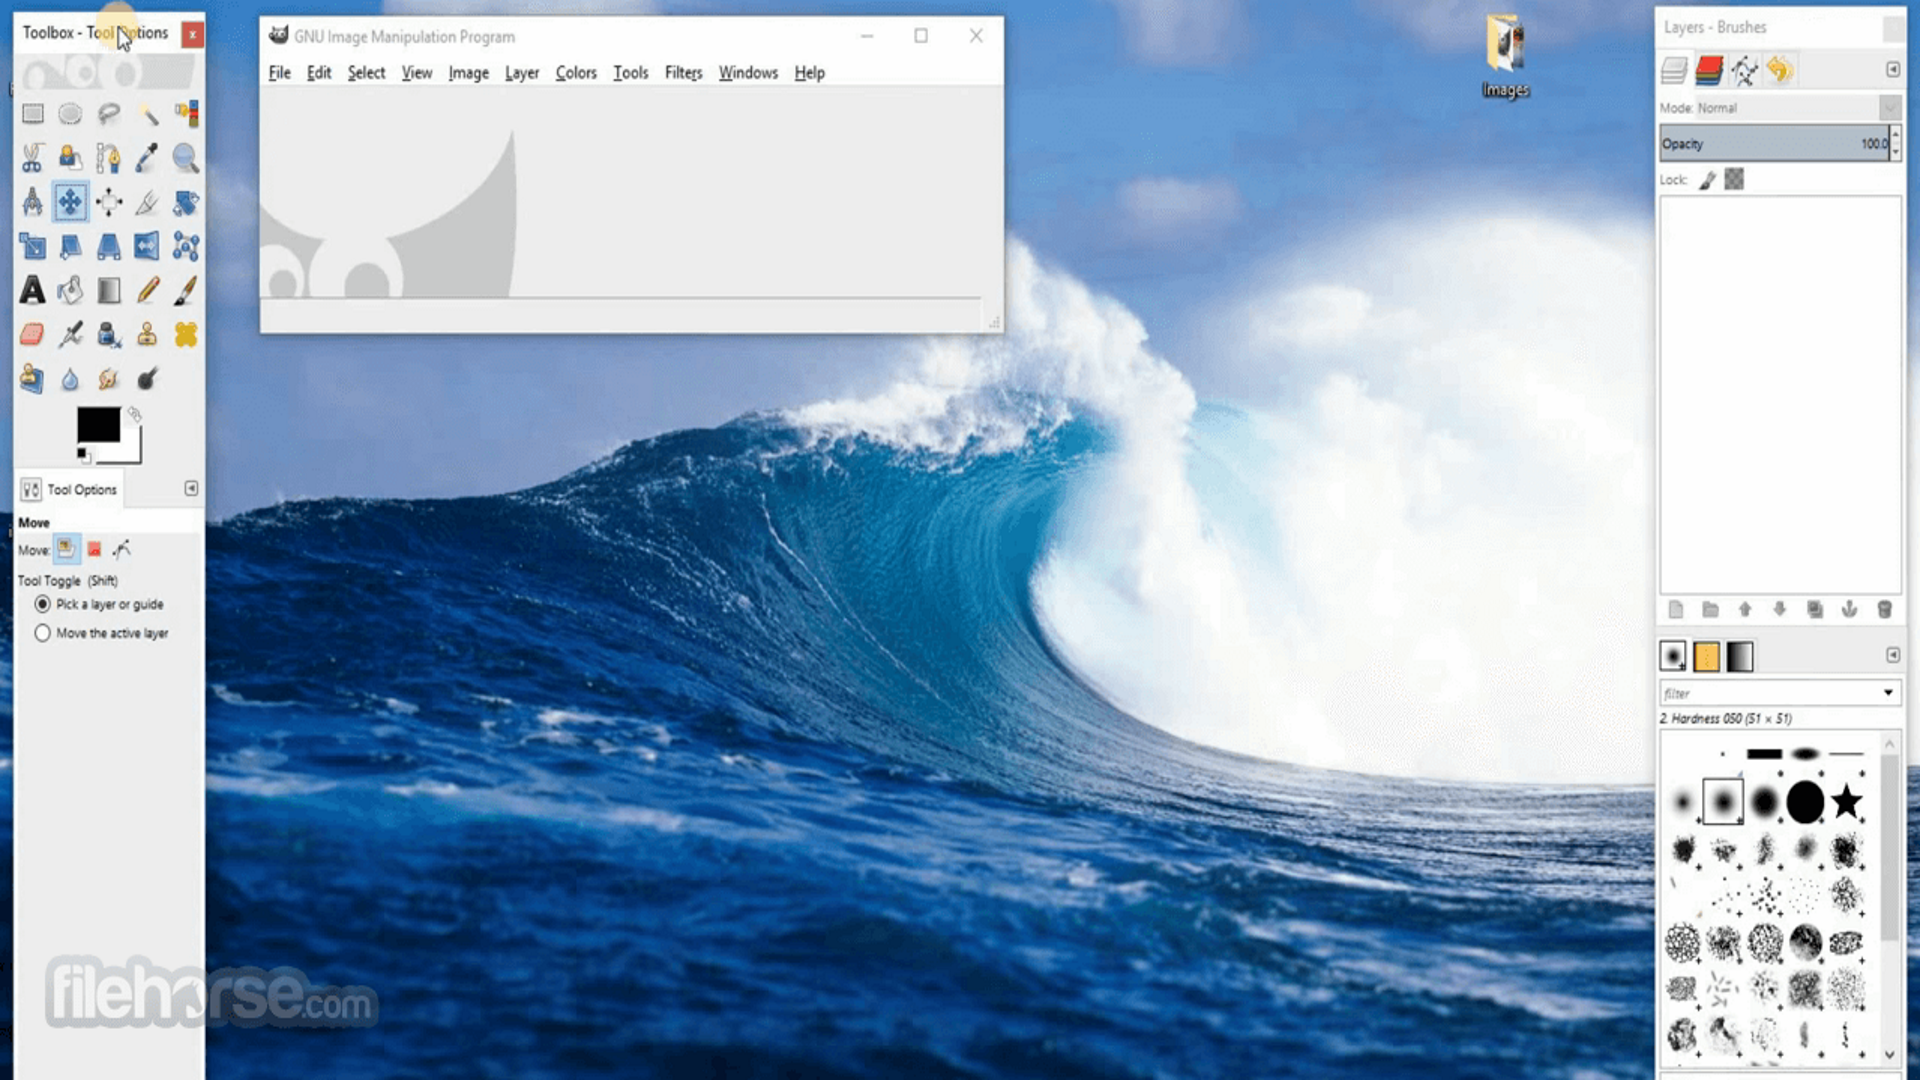 Toolbox - Tool Options
GNU Image Manipulation Program
File Edit Select View Image Layer Colors Tools Filters Windows Help
Images
Layers - Brushes
Mode: Normal
Opacity 100.0
Lock:
Tool Options
Move
Move:
Tool Toggle (Shift)
Pick a layer or guide
Move the active layer
filter
2. Hardness 050 (51 × 51)
filehorse.com